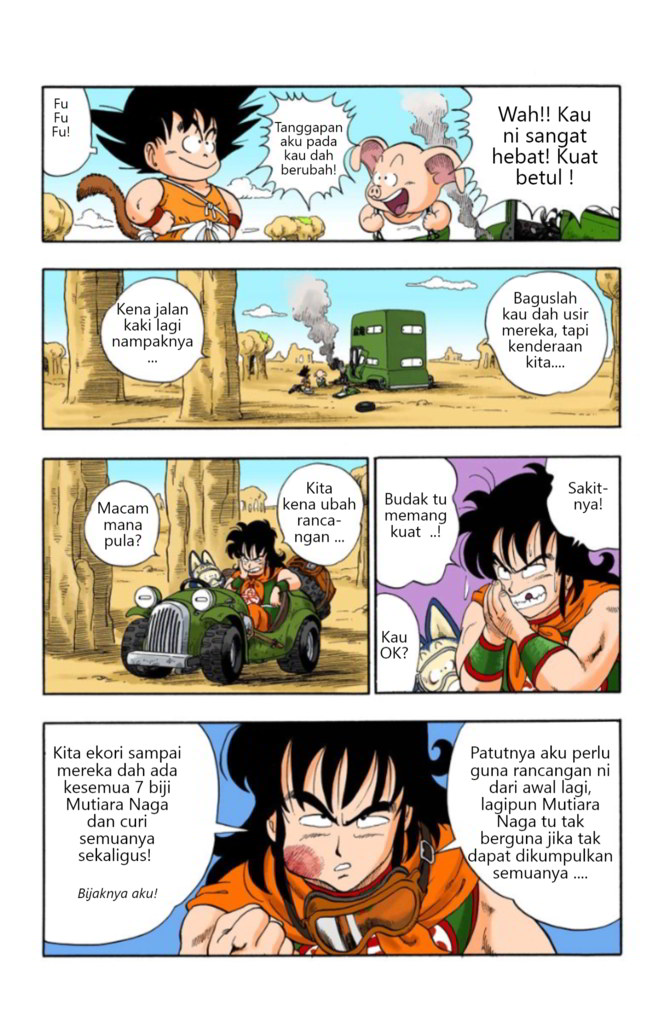 Wah!! Kau
ni sangat
hebat! Kuat
betul !
Tanggapan
aku pada
kau dah
berubah!
Fu
Fu
Fu!
Baguslah
kau dah usir
mereka, tapi
kenderaan
kita....
Kena jalan
kaki lagi
nampaknya
...
Sakit-
nya!
Budak tu
memang
kuat ..!
Kau
OK?
Kita
kena ubah
ranca-
ngan ...
Macam
mana
pula?
Patutnya aku perlu
guna rancangan ni
dari awal lagi,
lagipun Mutiara
Naga tu tak
berguna jika tak
dapat dikumpulkan
semuanya ....
Kita ekori sampai
mereka dah ada
kesemua 7 biji
Mutiara Naga
dan curi
semuanya
sekaligus!
Bijaknya aku!